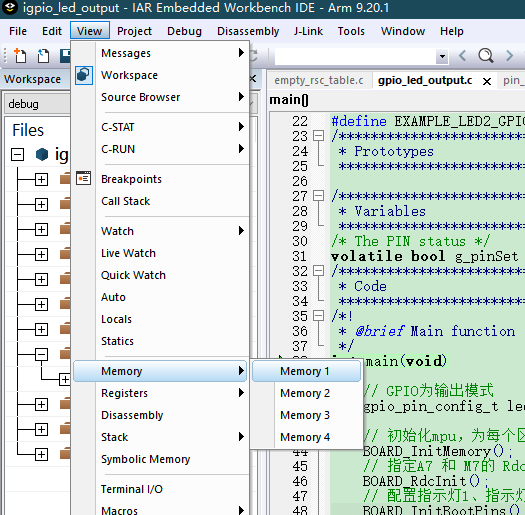 igpio_led_output - IAR Embedded Workbench IDE - Arm 9.20.1
File Edit View Project Debug Disassembly J-Link Tools Window Help
Workspace
debug
Files
Messages
Workspace
Source Browser
C-STAT
C-RUN
Breakpoints
Call Stack
Watch
Live Watch
Quick Watch
Auto
Locals
Statics
Memory
Registers
Disassembly
Stack
Symbolic Memory
Terminal I/O
Macros
Memory 1
Memory 2
Memory 3
Memory 4
empty_rsc_table.c gpio_led_output.c pin_
main()
22 #define EXAMPLE_LED2_GPIO
23 /*************************
24 * Prototypes
25 *************************
26
27 /*************************
28 * Variables
29 *************************
30 /* The PIN status */
31 volatile bool g_pinSet
32 /*************************
33 * Code
34 *************************
35 /*!
36 * @brief Main function
37 */
main(void)
// GPIO为输出模式
gpio_pin_config_t led
// 初始化mpu，为每个区
44 BOARD_InitMemory();
45 // 指定A7 和 M7的 Rdc
46 BOARD_RdcInit();
47 // 配置指示灯1、指示灯
48 BOARD_InitBootPins()